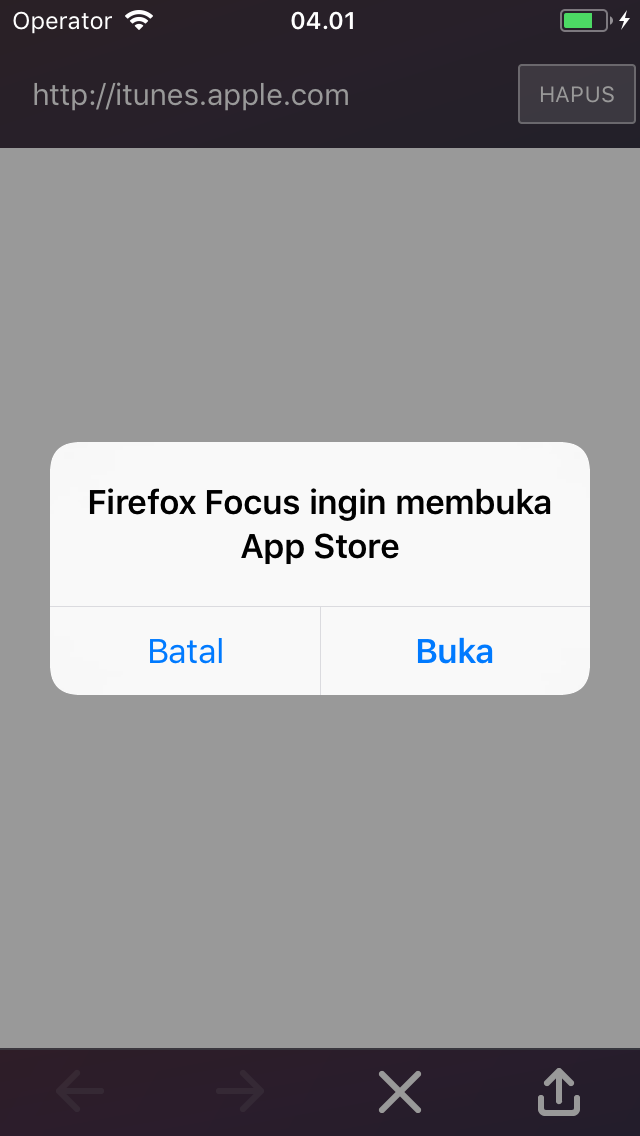 Operator
04.01
http://itunes.apple.com
HAPUS
Firefox Focus ingin membuka
App Store
Batal
Buka